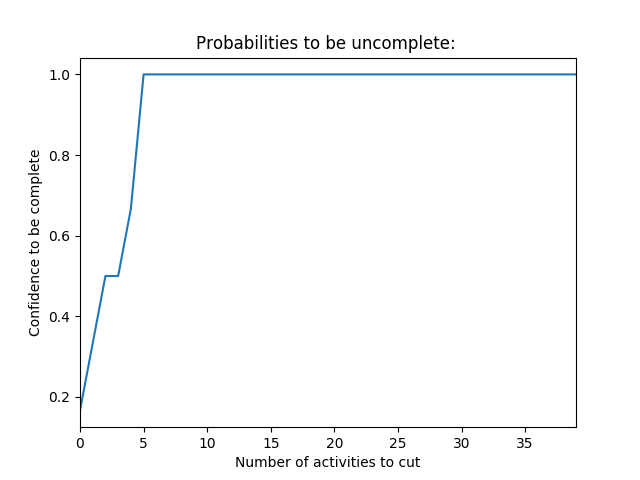 Probabilities to be uncomplete:
1.0
0.8
0.6
0.4
0.2
Confidence to be complete
0 5 10 15 20 25 30 35
Number of activities to cut